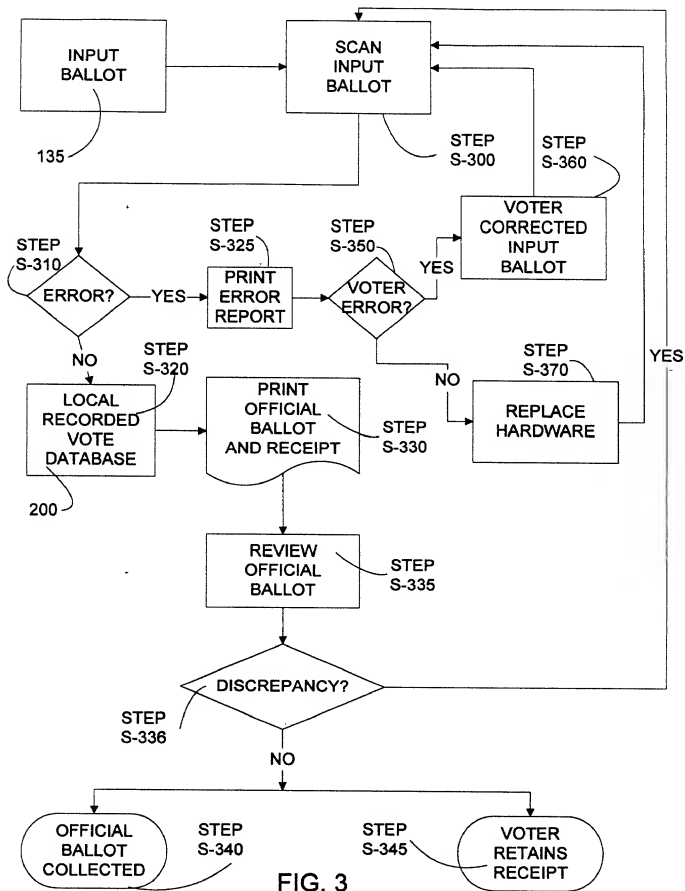 INPUT
BALLOT
135
SCAN
INPUT
BALLOT
STEP
S-300
STEP
S-360
VOTER
CORRECTED
INPUT
BALLOT
STEP
S-310
ERROR?
YES
STEP
S-325
PRINT
ERROR
REPORT
STEP
S-350
VOTER
ERROR?
YES
NO
YES
NO
STEP
S-320
LOCAL
RECORDED
VOTE
DATABASE
200
PRINT
OFFICIAL
BALLOT
AND RECEIPT
STEP
S-330
STEP
S-370
REPLACE
HARDWARE
REVIEW
OFFICIAL
BALLOT
STEP
S-335
DISCREPANCY?
STEP
S-336
NO
OFFICIAL
BALLOT
COLLECTED
STEP
S-340
STEP
S-345
VOTER
RETAINS
RECEIPT
FIG. 3